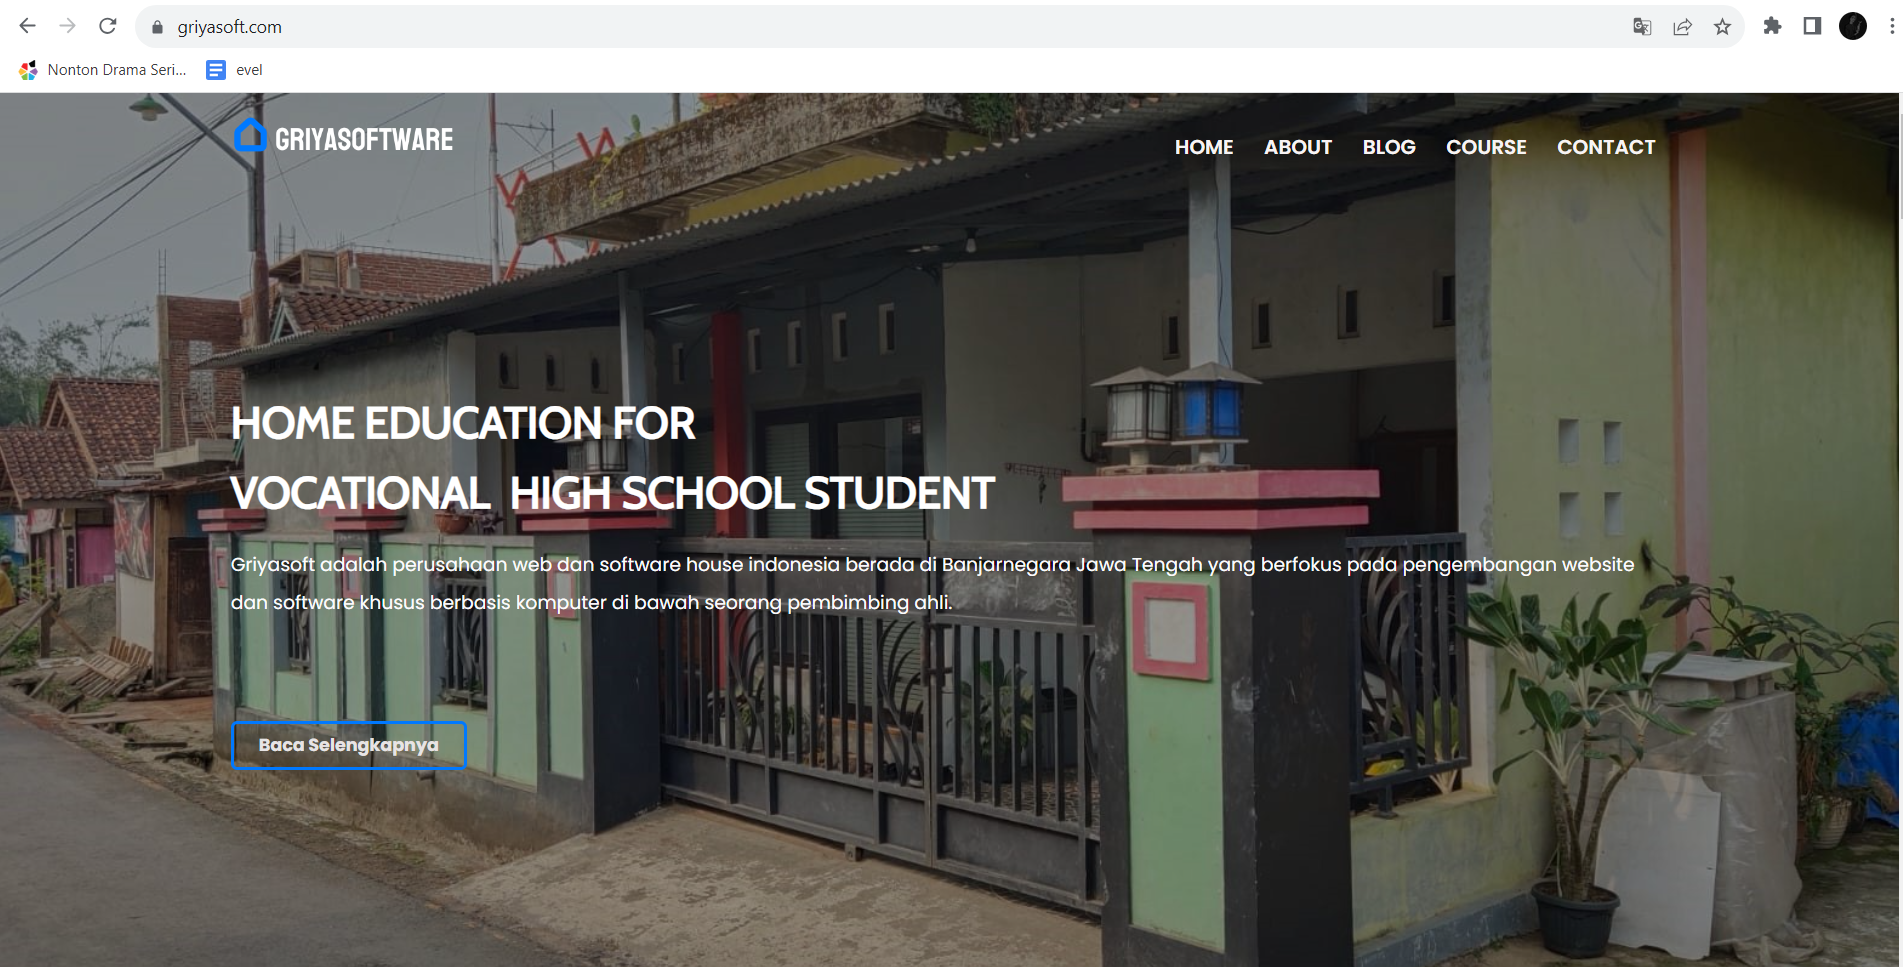 griyasoft.com
Nonton Drama Seri... evel
GRIYASOFTWARE
HOME ABOUT BLOG COURSE CONTACT
HOME EDUCATION FOR
VOCATIONAL HIGH SCHOOL STUDENT
Griyasoft adalah perusahaan web dan software house indonesia berada di Banjarnegara Jawa Tengah yang berfokus pada pengembangan website
dan software khusus berbasis komputer di bawah seorang pembimbing ahli.
Baca Selengkapnya